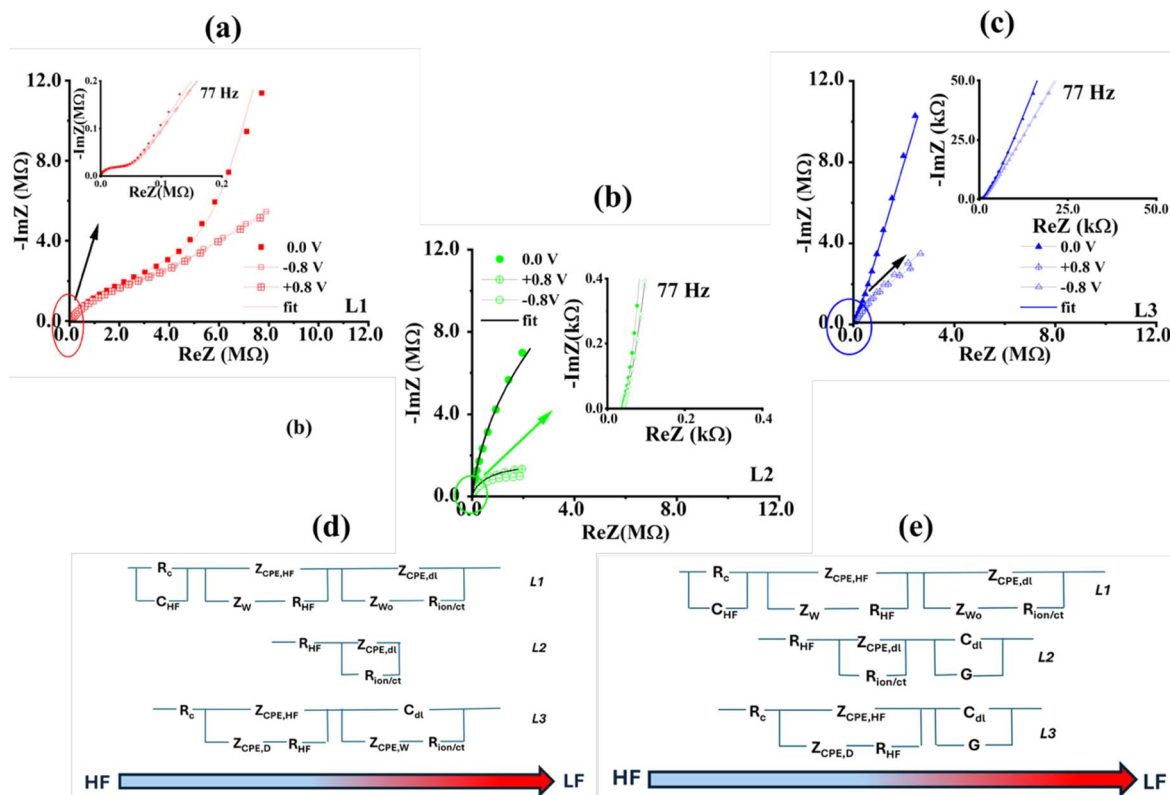 (a)
12.0
8.0
4.0
0.0
-ImZ (MΩ)
0.0 2.0 4.0 6.0 8.0 10.0 12.0
ReZ (MΩ)
0.2
0.1
0.0
-ImZ(MΩ)
0.0 0.1 0.2
ReZ(MΩ)
77 Hz
0.0 V
-0.8 V
+0.8 V
fit
L1
(b)
12.0
8.0
4.0
0.0
-ImZ (MΩ)
0.0 4.0 8.0 12.0
ReZ(MΩ)
0.0 V
+0.8 V
-0.8V
fit
0.4
0.2
0.0
-ImZ(kΩ)
0.0 0.2 0.4
ReZ (kΩ)
77 Hz
L2
(c)
12.0
8.0
4.0
0.0
-ImZ (MΩ)
0.0 2.0 4.0 6.0 8.0 10.0 12.0
ReZ (MΩ)
50.0
25.0
0.0
-ImZ (kΩ)
0.0 25.0 50.0
ReZ (kΩ)
77 Hz
0.0 V
+0.8 V
-0.8 V
fit
L3
(b)
(d)
Rc ZCPE,HF ZCPE,dl L1
CHF ZW RHF ZWo Rion/ct
RHF ZCPE,dl L2
Rion/ct
Rc ZCPE,HF Cdl L3
ZCPE,D RHF ZCPE,W Rion/ct
HF LF
(e)
Rc ZCPE,HF ZCPE,dl L1
CHF ZW RHF ZWo Rion/ct
RHF ZCPE,dl Cdl L2
Rion/ct G
Rc ZCPE,HF Cdl L3
ZCPE,D RHF G
HF LF